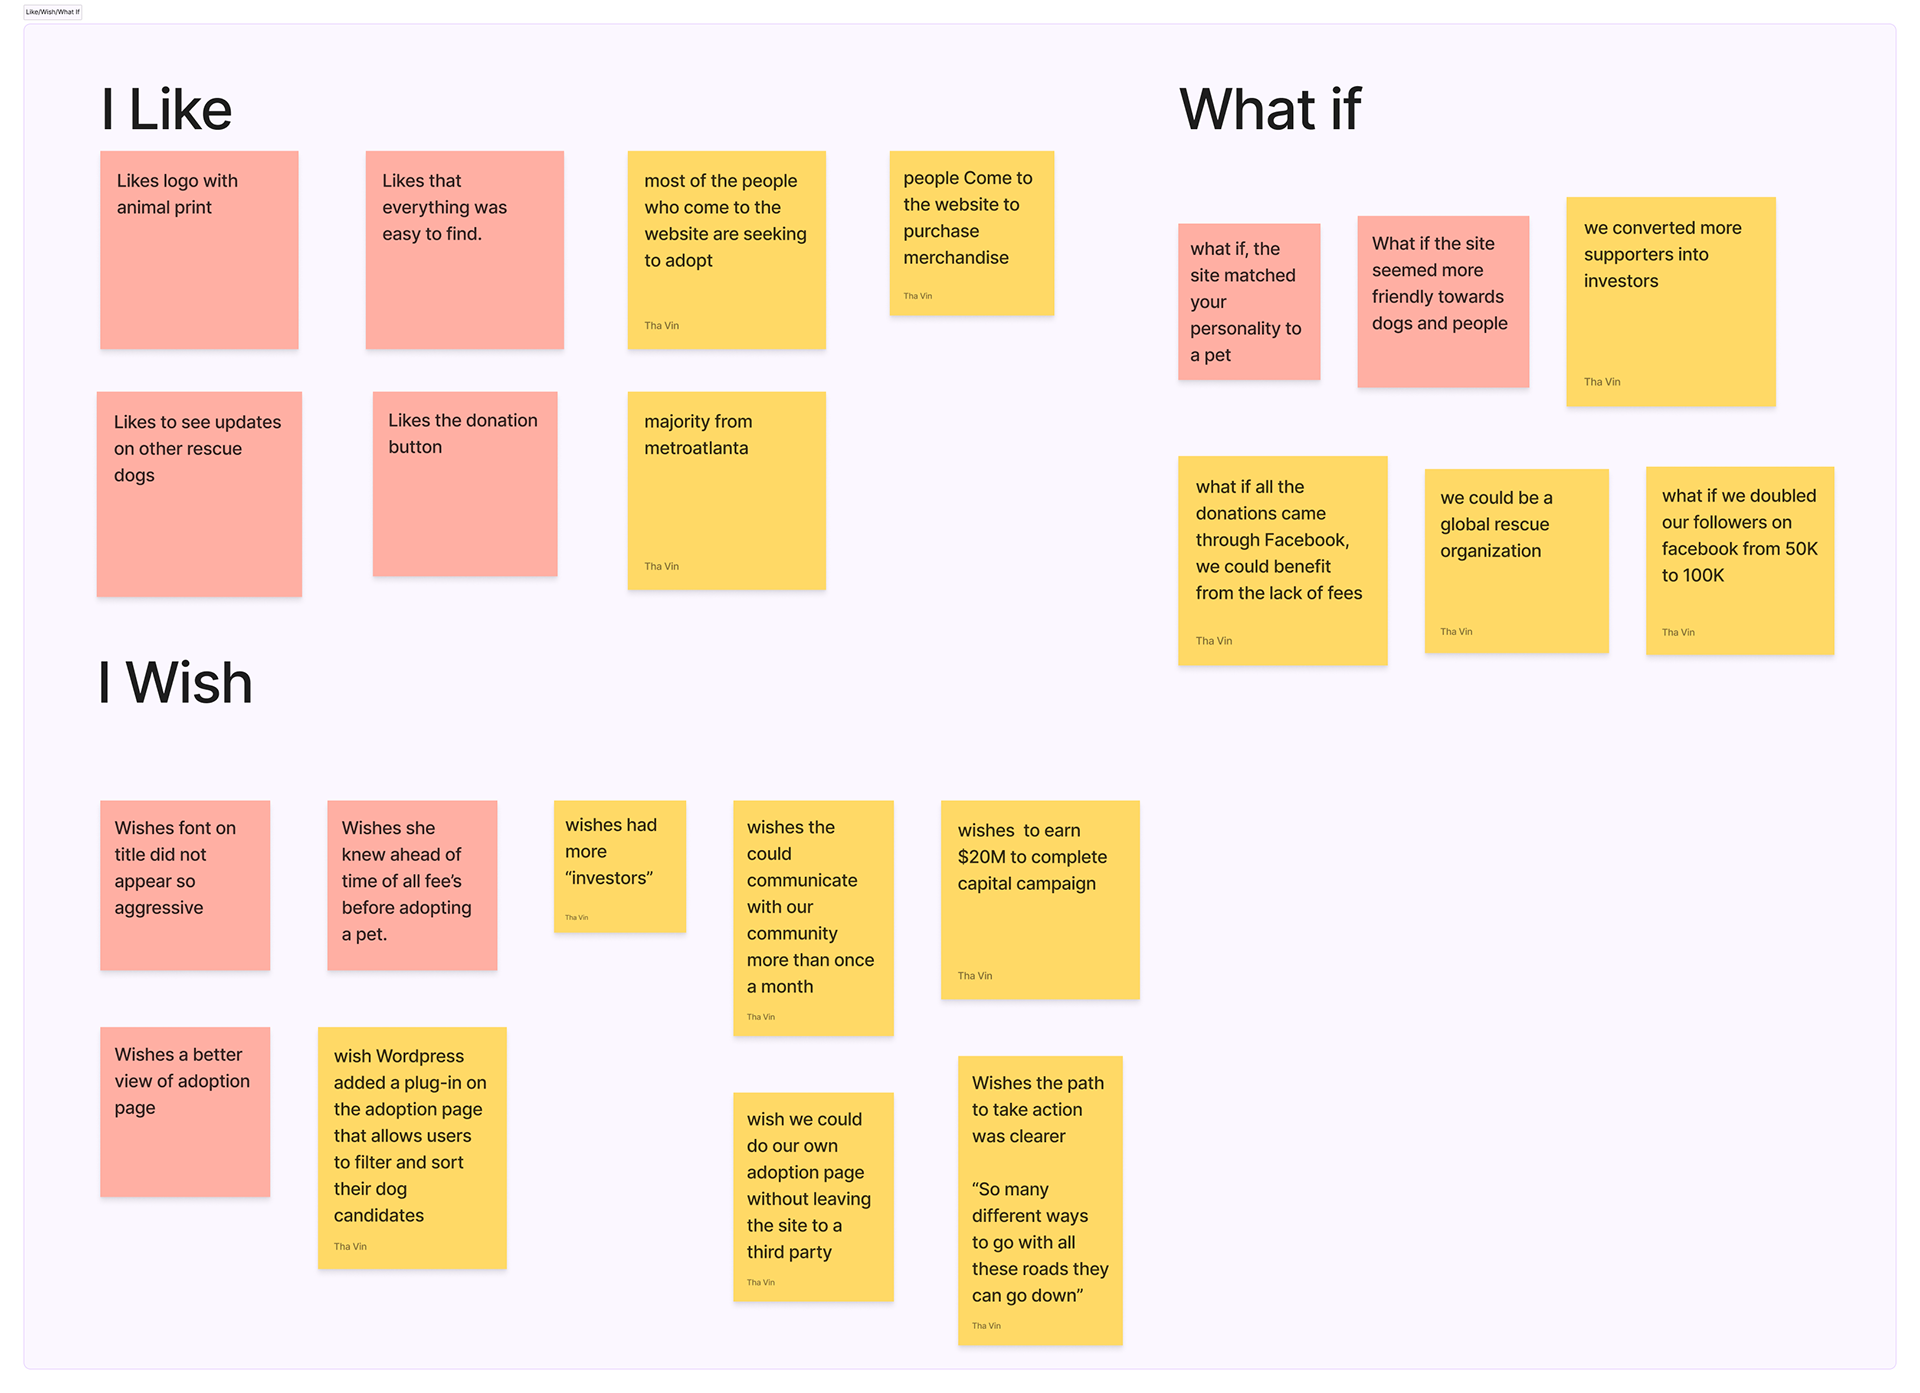 Like/Wish/What If
I Like
Likes logo with
animal print
Likes that
everything was
easy to find.
most of the people
who come to the
website are seeking
to adopt
Tha Vin
people Come to
the website to
purchase
merchandise
Tha Vin
Likes to see updates
on other rescue
dogs
Likes the donation
button
majority from
metroatlanta
Tha Vin
What if
what if, the
site matched
your
personality to
a pet
What if the site
seemed more
friendly towards
dogs and people
we converted more
supporters into
investors
Tha Vin
what if all the
donations came
through Facebook,
we could benefit
from the lack of fees
Tha Vin
we could be a
global rescue
organization
Tha Vin
what if we doubled
our followers on
facebook from 50K
to 100K
Tha Vin
I Wish
Wishes font on
title did not
appear so
aggressive
Wishes she
knew ahead of
time of all fee’s
before adopting
a pet.
wishes had
more
“investors”
Tha Vin
wishes the
could
communicate
with our
community
more than once
a month
Tha Vin
wishes  to earn
$20M to complete
capital campaign
Tha Vin
Wishes a better
view of adoption
page
wish Wordpress
added a plug-in on
the adoption page
that allows users
to filter and sort
their dog
candidates
Tha Vin
wish we could
do our own
adoption page
without leaving
the site to a
third party
Tha Vin
Wishes the path
to take action
was clearer
“So many
different ways
to go with all
these roads they
can go down”
Tha Vin